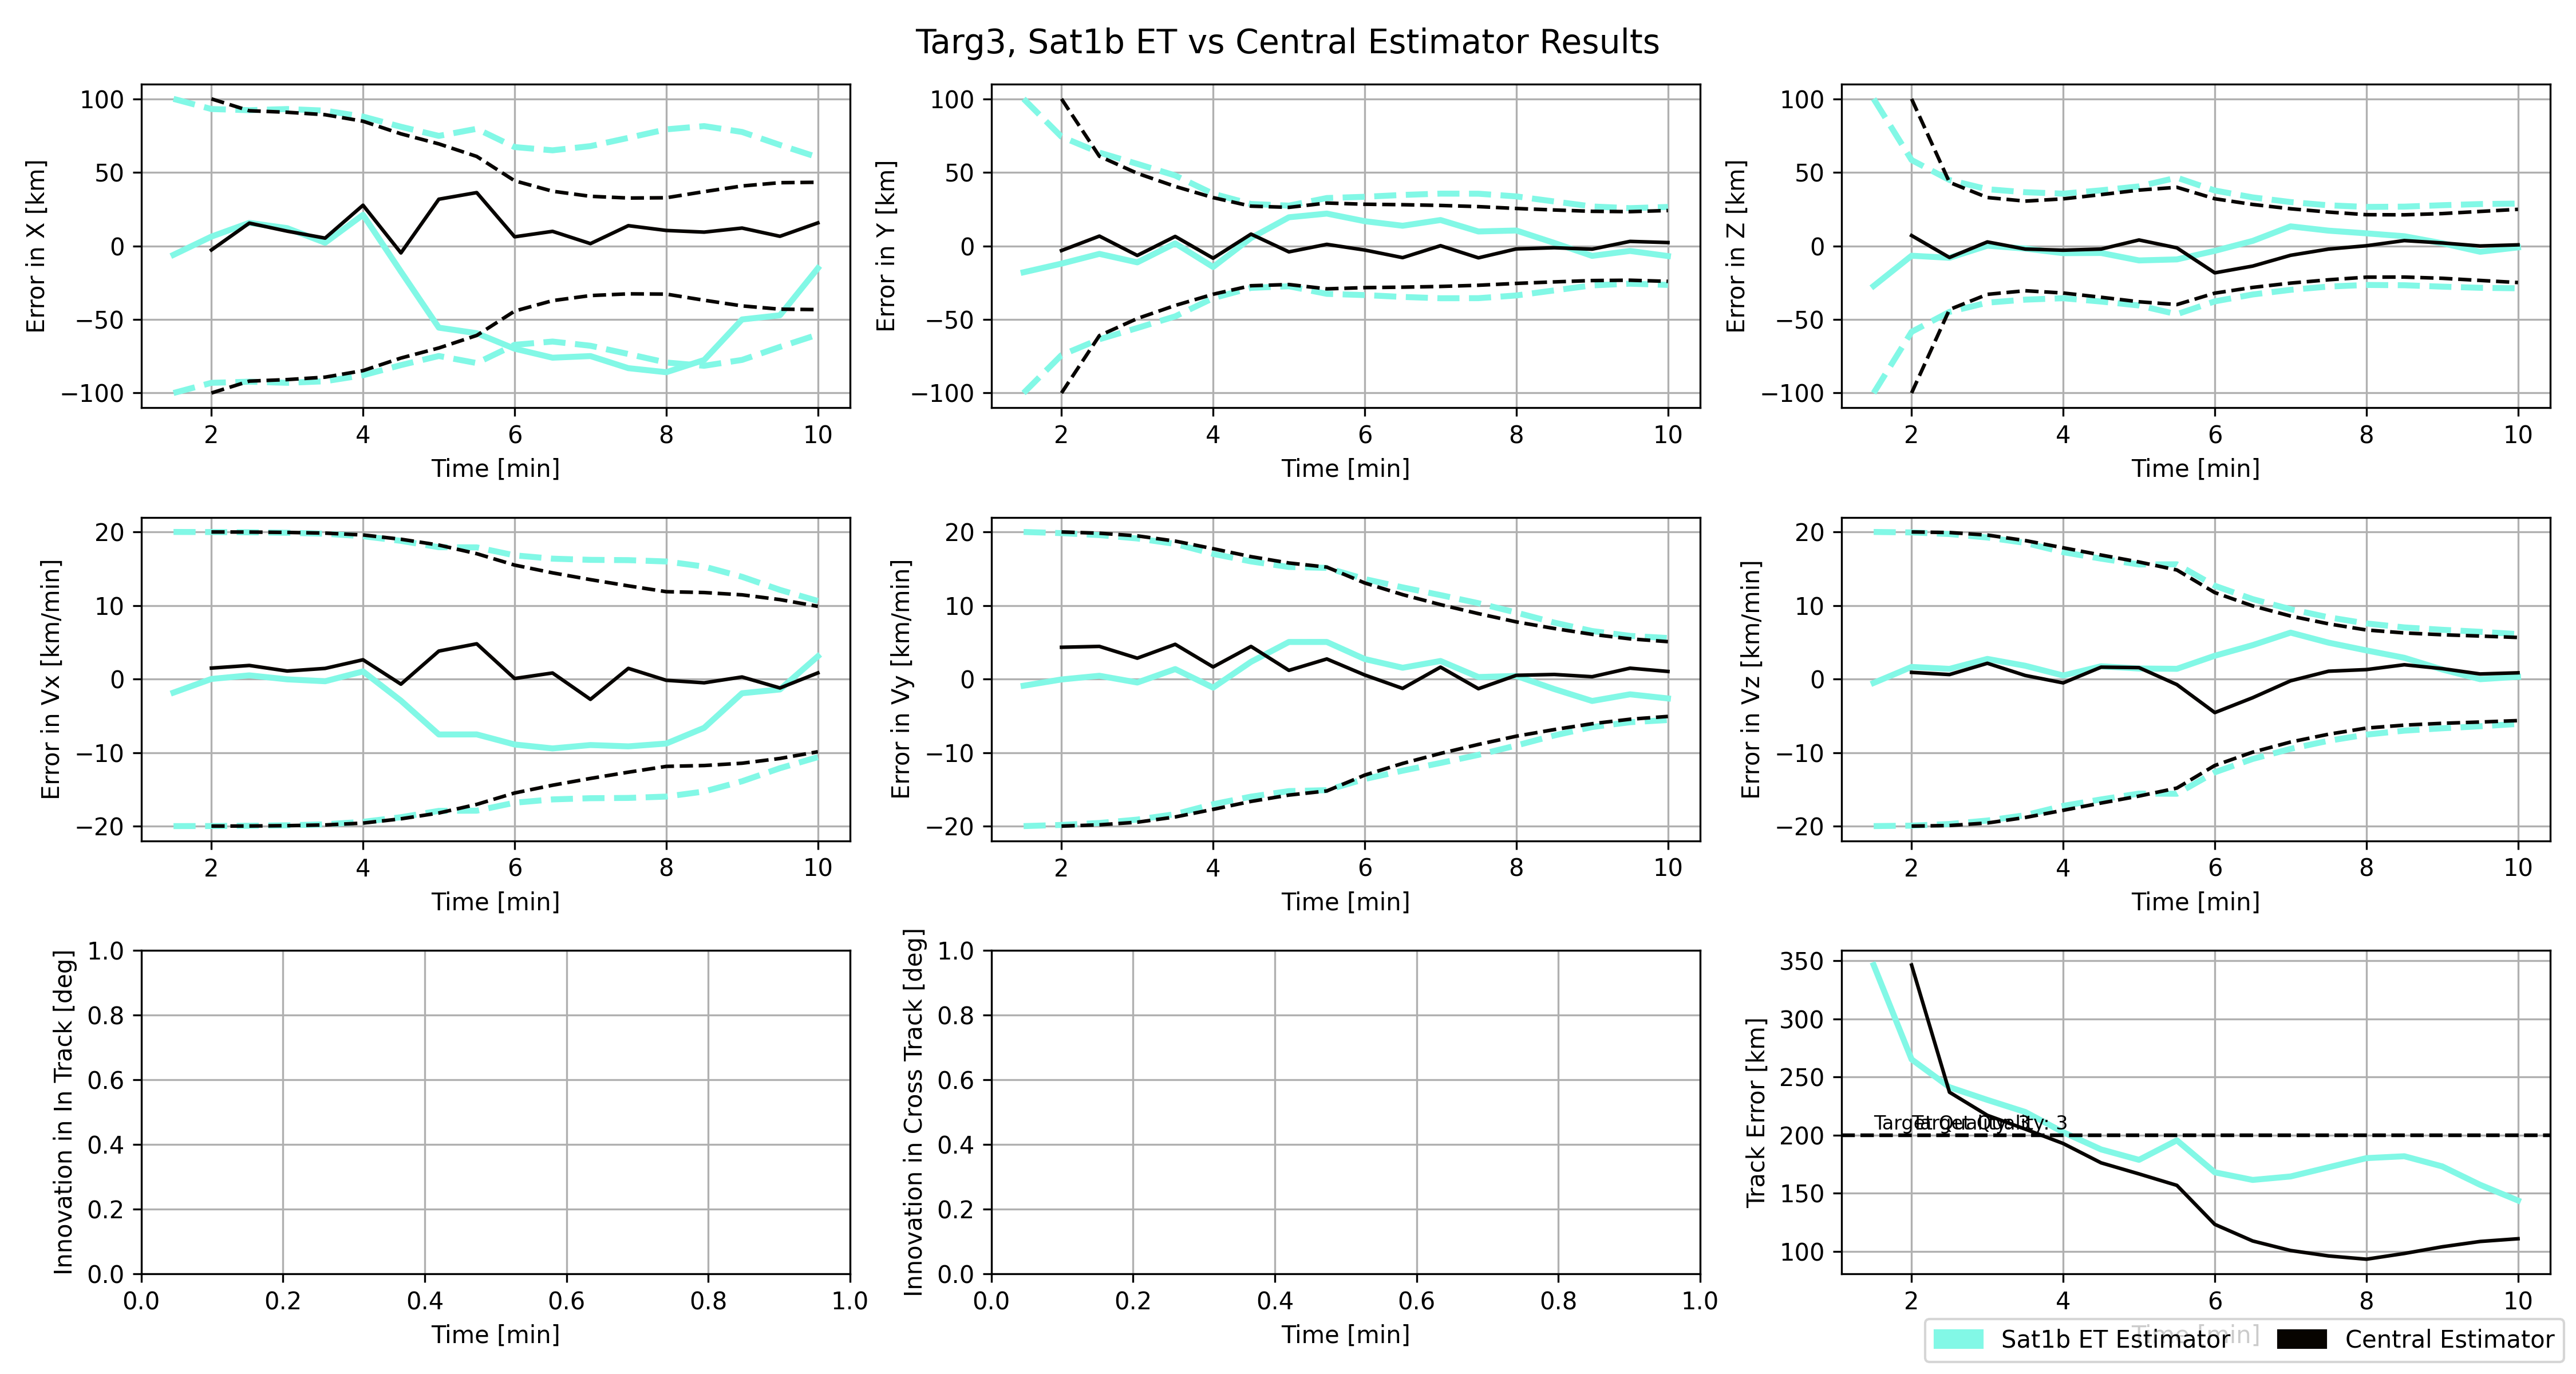 Targ3, Sat1b ET vs Central Estimator Results
Error in X [km]
100
50
0
−50
−100
2 4 6 8 10
Time [min]
Error in Y [km]
100
50
0
−50
−100
2 4 6 8 10
Time [min]
Error in Z [km]
100
50
0
−50
−100
2 4 6 8 10
Time [min]
Error in Vx [km/min]
20
10
0
−10
−20
2 4 6 8 10
Time [min]
Error in Vy [km/min]
20
10
0
−10
−20
2 4 6 8 10
Time [min]
Error in Vz [km/min]
20
10
0
−10
−20
2 4 6 8 10
Time [min]
Innovation in In Track [deg]
1.0
0.8
0.6
0.4
0.2
0.0
0.0 0.2 0.4 0.6 0.8 1.0
Time [min]
Innovation in Cross Track [deg]
1.0
0.8
0.6
0.4
0.2
0.0
0.0 0.2 0.4 0.6 0.8 1.0
Time [min]
Track Error [km]
350
300
250
200
150
100
Target Quality: 3
Target Quality: 3
2 4 6 8 10
Time [min]
Sat1b ET Estimator Central Estimator